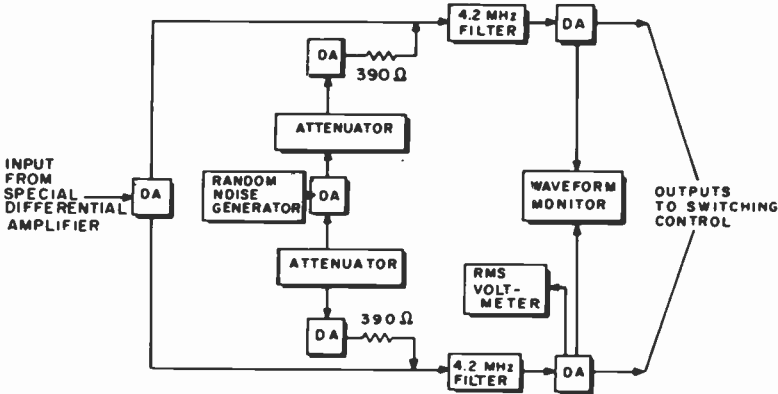 4.2 MHz
FILTER
DA
DA
390 Ω
ATTENUATOR
INPUT
FROM
SPECIAL
DIFFERENTIAL
AMPLIFIER
DA
RANDOM
NOISE
GENERATOR
DA
WAVEFORM
MONITOR
OUTPUTS
TO SWITCHING
CONTROL
ATTENUATOR
RMS
VOLT-
METER
390 Ω
DA
4.2 MHz
FILTER
DA